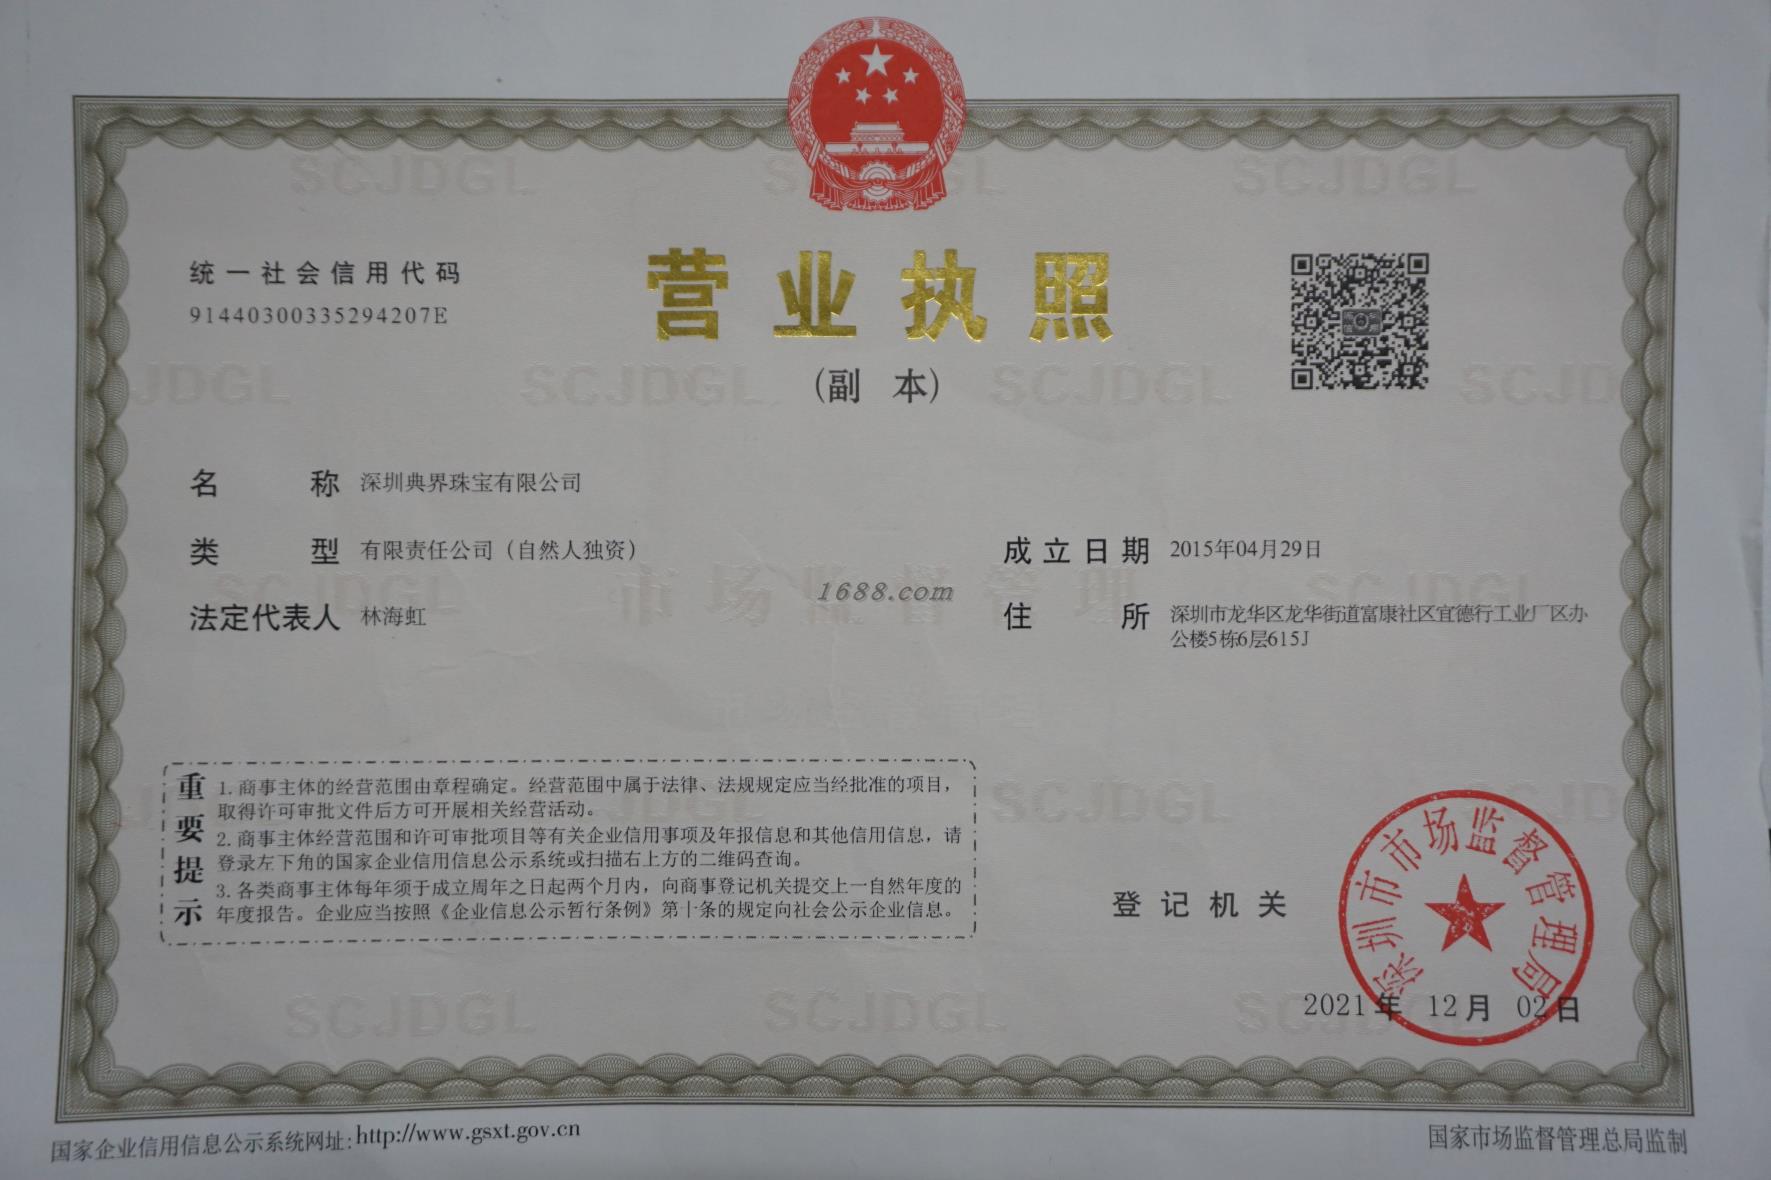 SCJDGL
SCJDGL
统一社会信用代码
91440300335294207E
营业执照
(副 本)
JDGL SCJDGL SCJDGL SCJD
名 称 深圳典界珠宝有限公司
类 型 有限责任公司（自然人独资）
成立日期 2015年04月29日
1688.com
市场监督管理
法定代表人 林海虹
住 所 深圳市龙华区龙华街道富康社区宜德行工业厂区办
公楼5栋6层615J
重要提示
1. 商事主体的经营范围由章程确定。经营范围中属于法律、法规规定应当经批准的项目，
取得许可审批文件后方可开展相关经营活动。
2. 商事主体经营范围和许可审批项目等有关企业信用事项及年报信息和其他信用信息，请
登录左下角的国家企业信用信息公示系统或扫描右上方的二维码查询。
3. 各类商事主体每年须于成立周年之日起两个月内，向商事登记机关提交上一自然年度的
年度报告。企业应当按照《企业信息公示暂行条例》第十条的规定向社会公示企业信息。
SCJDGL
登记机关
深圳市市场监督管理局
2021年 12月 02日
SCJDGL SCJDGL
国家企业信用信息公示系统网址:http://www.gsxt.gov.cn
国家市场监督管理总局监制